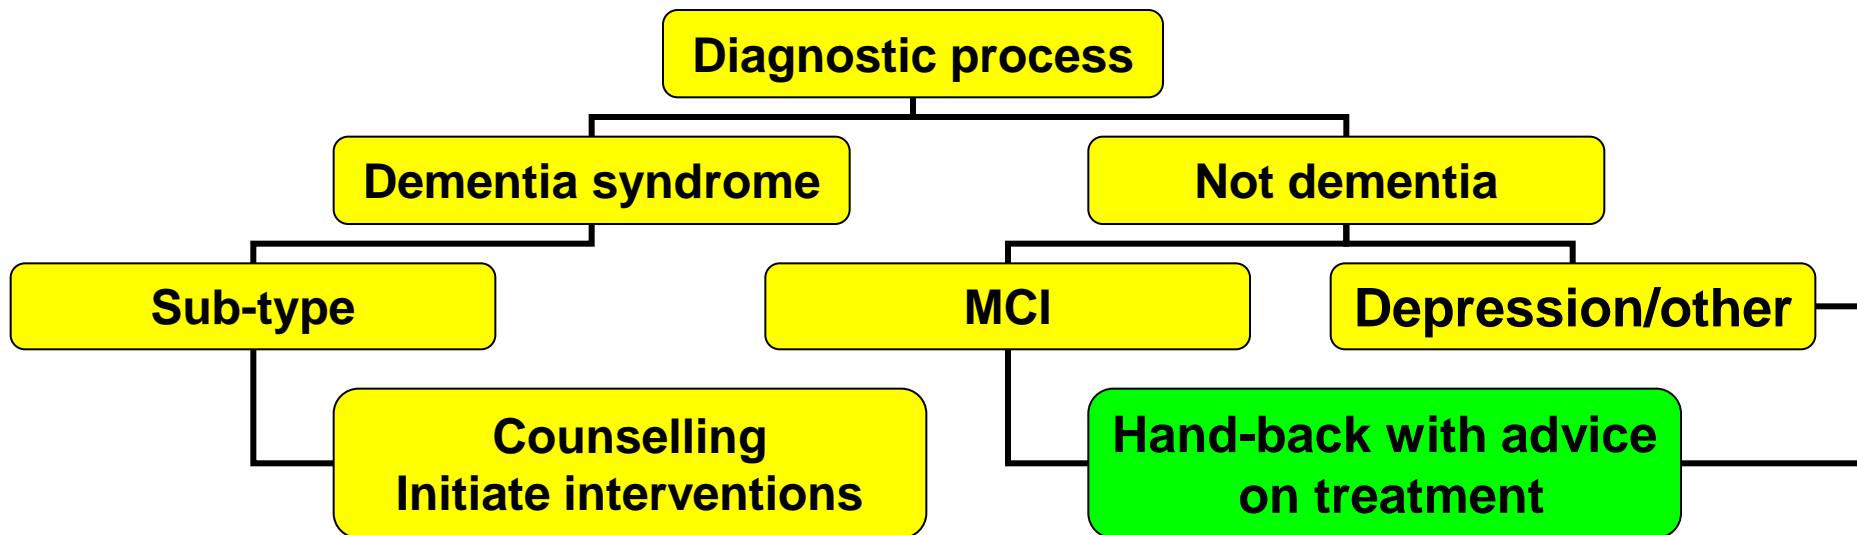 Diagnostic process
Dementia syndrome
Not dementia
Sub-type
MCI
Depression/other
Counselling
Initiate interventions
Hand-back with advice
on treatment